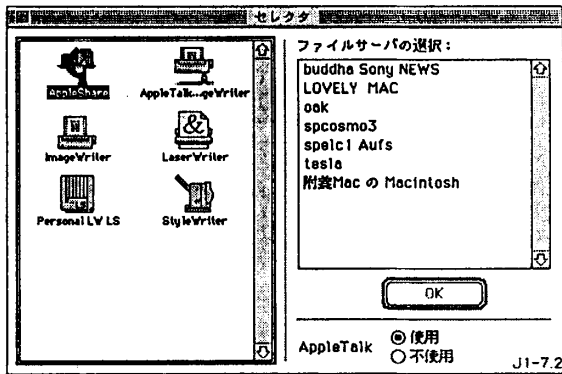 セレクタ
AppleShare
AppleTalk...geWriter
ImageWriter
LaserWriter
Personal LW LS
StyleWriter
ファイルサーバの選択：
buddha Sony NEWS
LOVELY MAC
oak
spcosmo3
spelc1 Aufs
tesla
附糞Mac の Macintosh
OK
AppleTalk
使用
不使用
J1-7.2